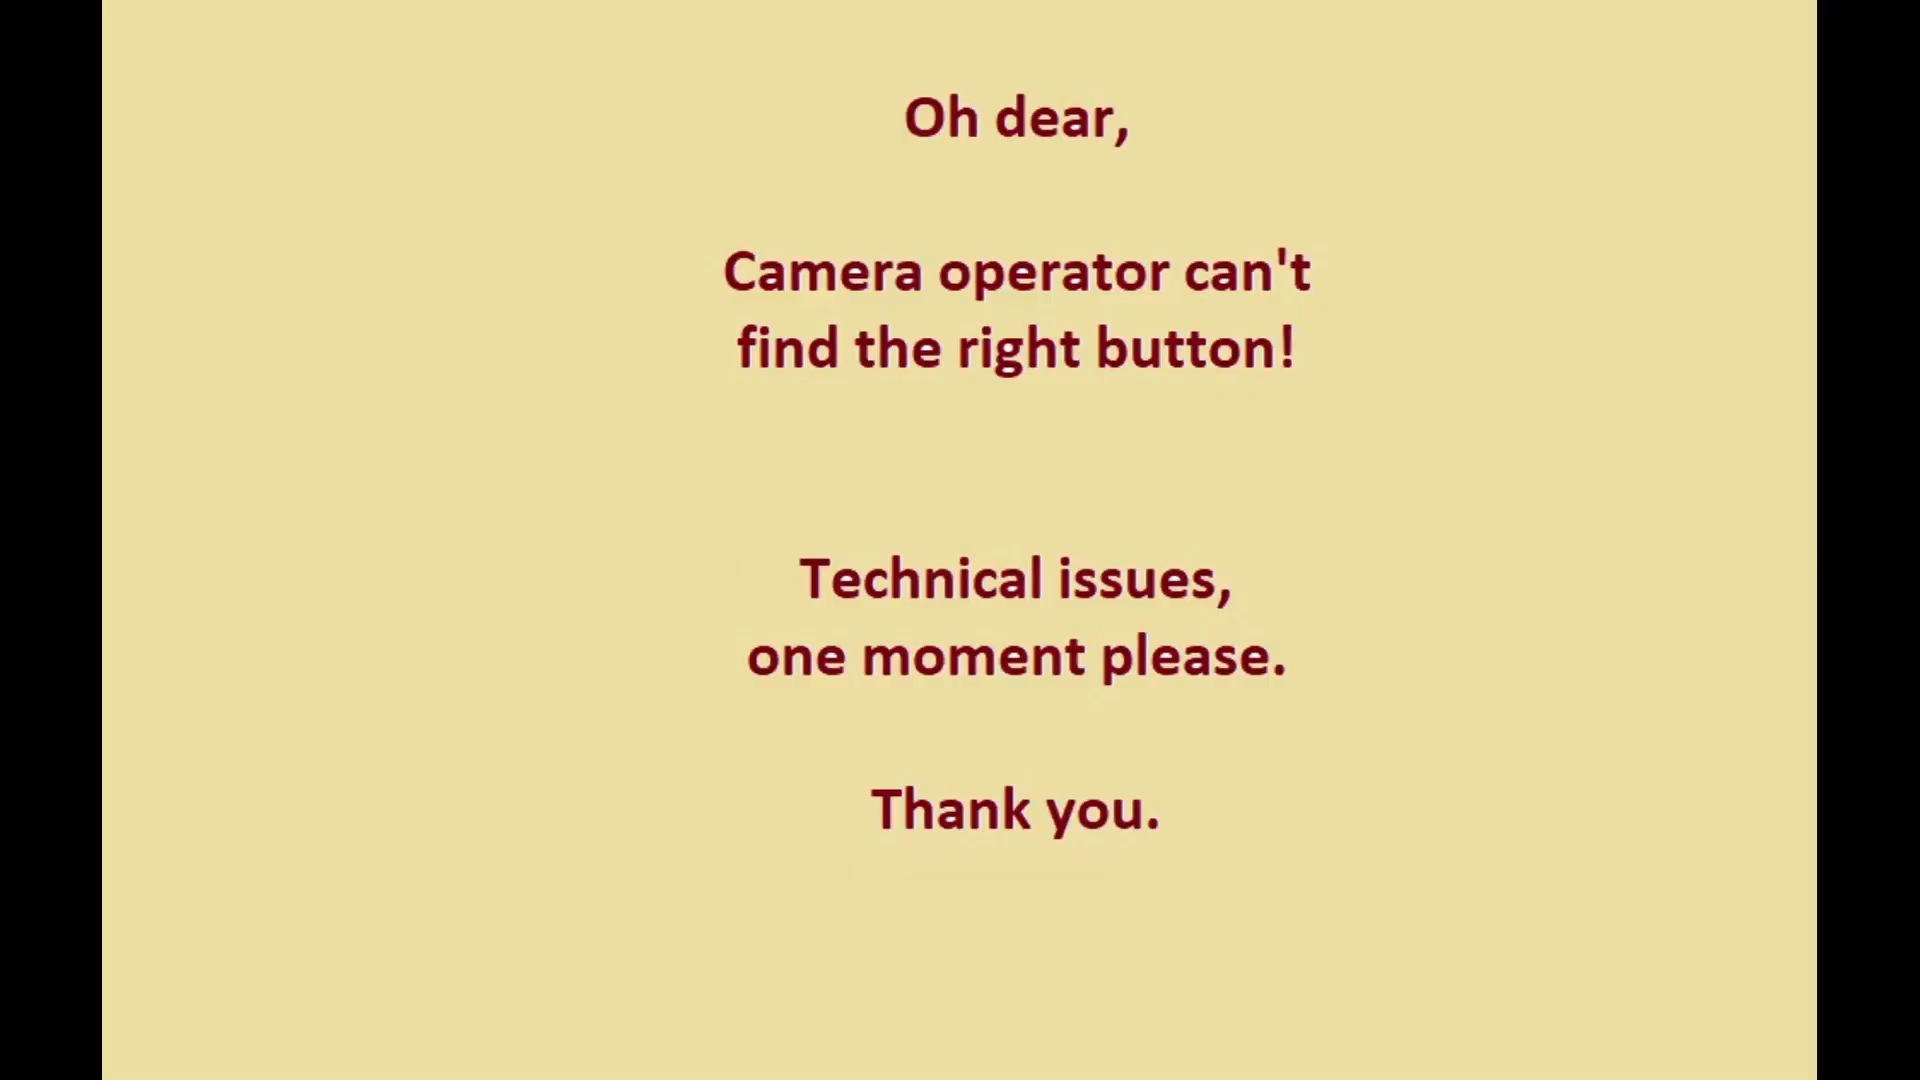 Oh dear,
Camera operator can't
find the right button!
Technical issues,
one moment please.
Thank you.